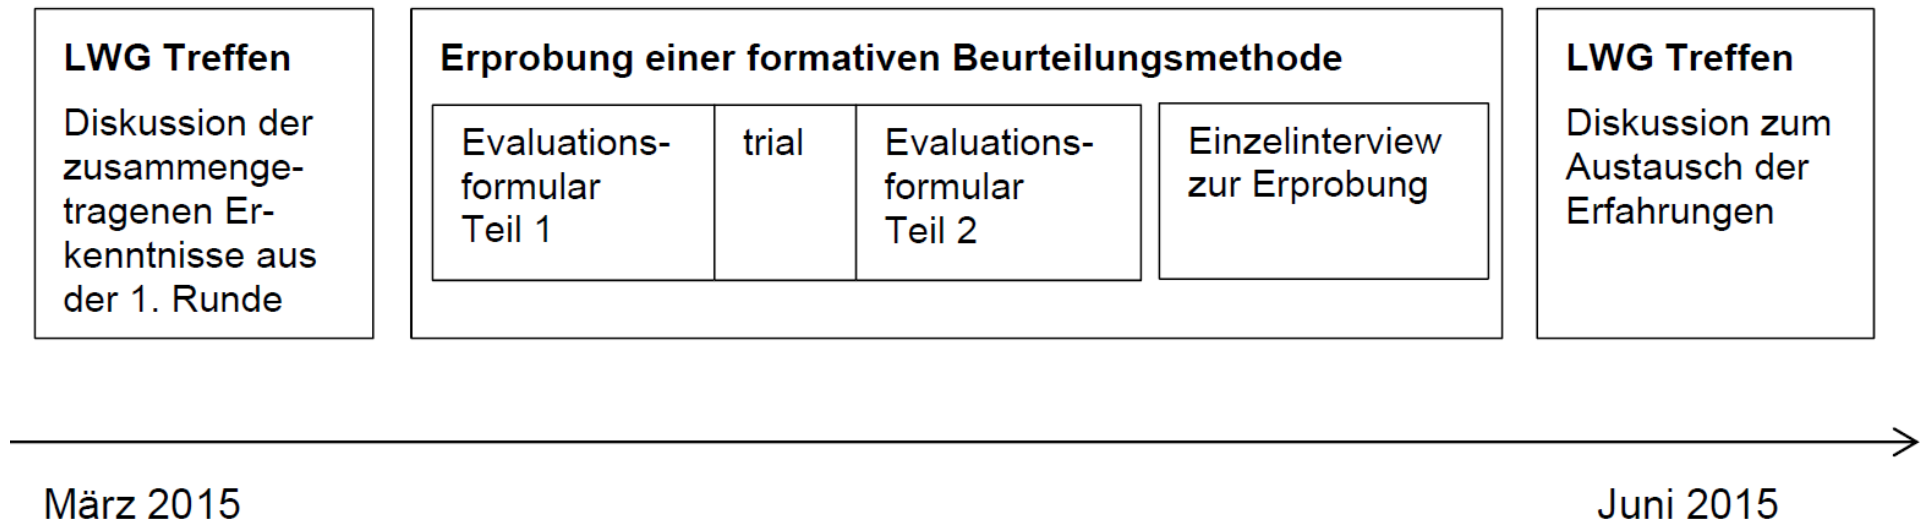 LWG Treffen
Diskussion der
zusammenge-
tragenen Er-
kenntnisse aus
der 1. Runde
Erprobung einer formativen Beurteilungsmethode
Evaluations-
formular
Teil 1
trial
Evaluations-
formular
Teil 2
Einzelinterview
zur Erprobung
LWG Treffen
Diskussion zum
Austausch der
Erfahrungen
März 2015
Juni 2015